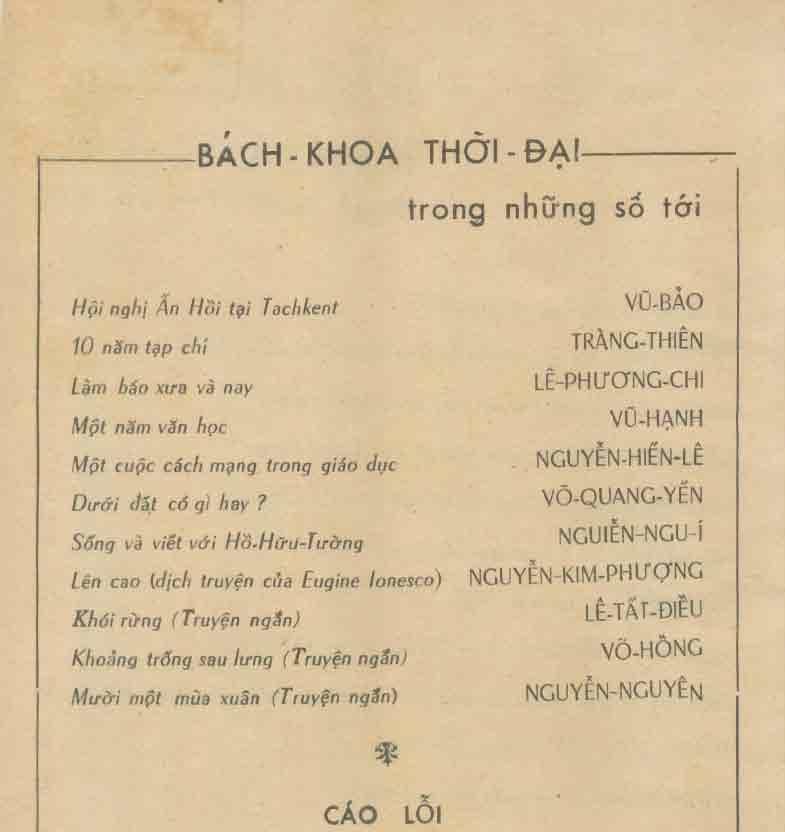 BÁCH-KHOA THỜI-ĐẠI
trong những số tới
Hội nghị Ấn Hồi tại Tachkent VŨ-BẢO
10 năm tạp chí TRÀNG-THIÊN
Làm báo xưa và nay LÊ-PHƯƠNG-CHI
Một năm văn học VŨ-HẠNH
Một cuộc cách mạng trong giáo dục NGUYỄN-HIẾN-LÊ
Dưới đất có gì hay ? VÕ-QUANG-YẾN
Sống và viết với Hồ-Hữu-Tường NGUIỄN-NGU-Í
Lên cao (dịch truyện của Eugine Ionesco) NGUYỄN-KIM-PHƯỢNG
Khói rừng (Truyện ngắn) LÊ-TẤT-ĐIỀU
Khoảng trống sau lưng (Truyện ngắn) VÕ-HỒNG
Mười một mùa xuân (Truyện ngắn) NGUYỄN-NGUYÊN
CÁO LỖI